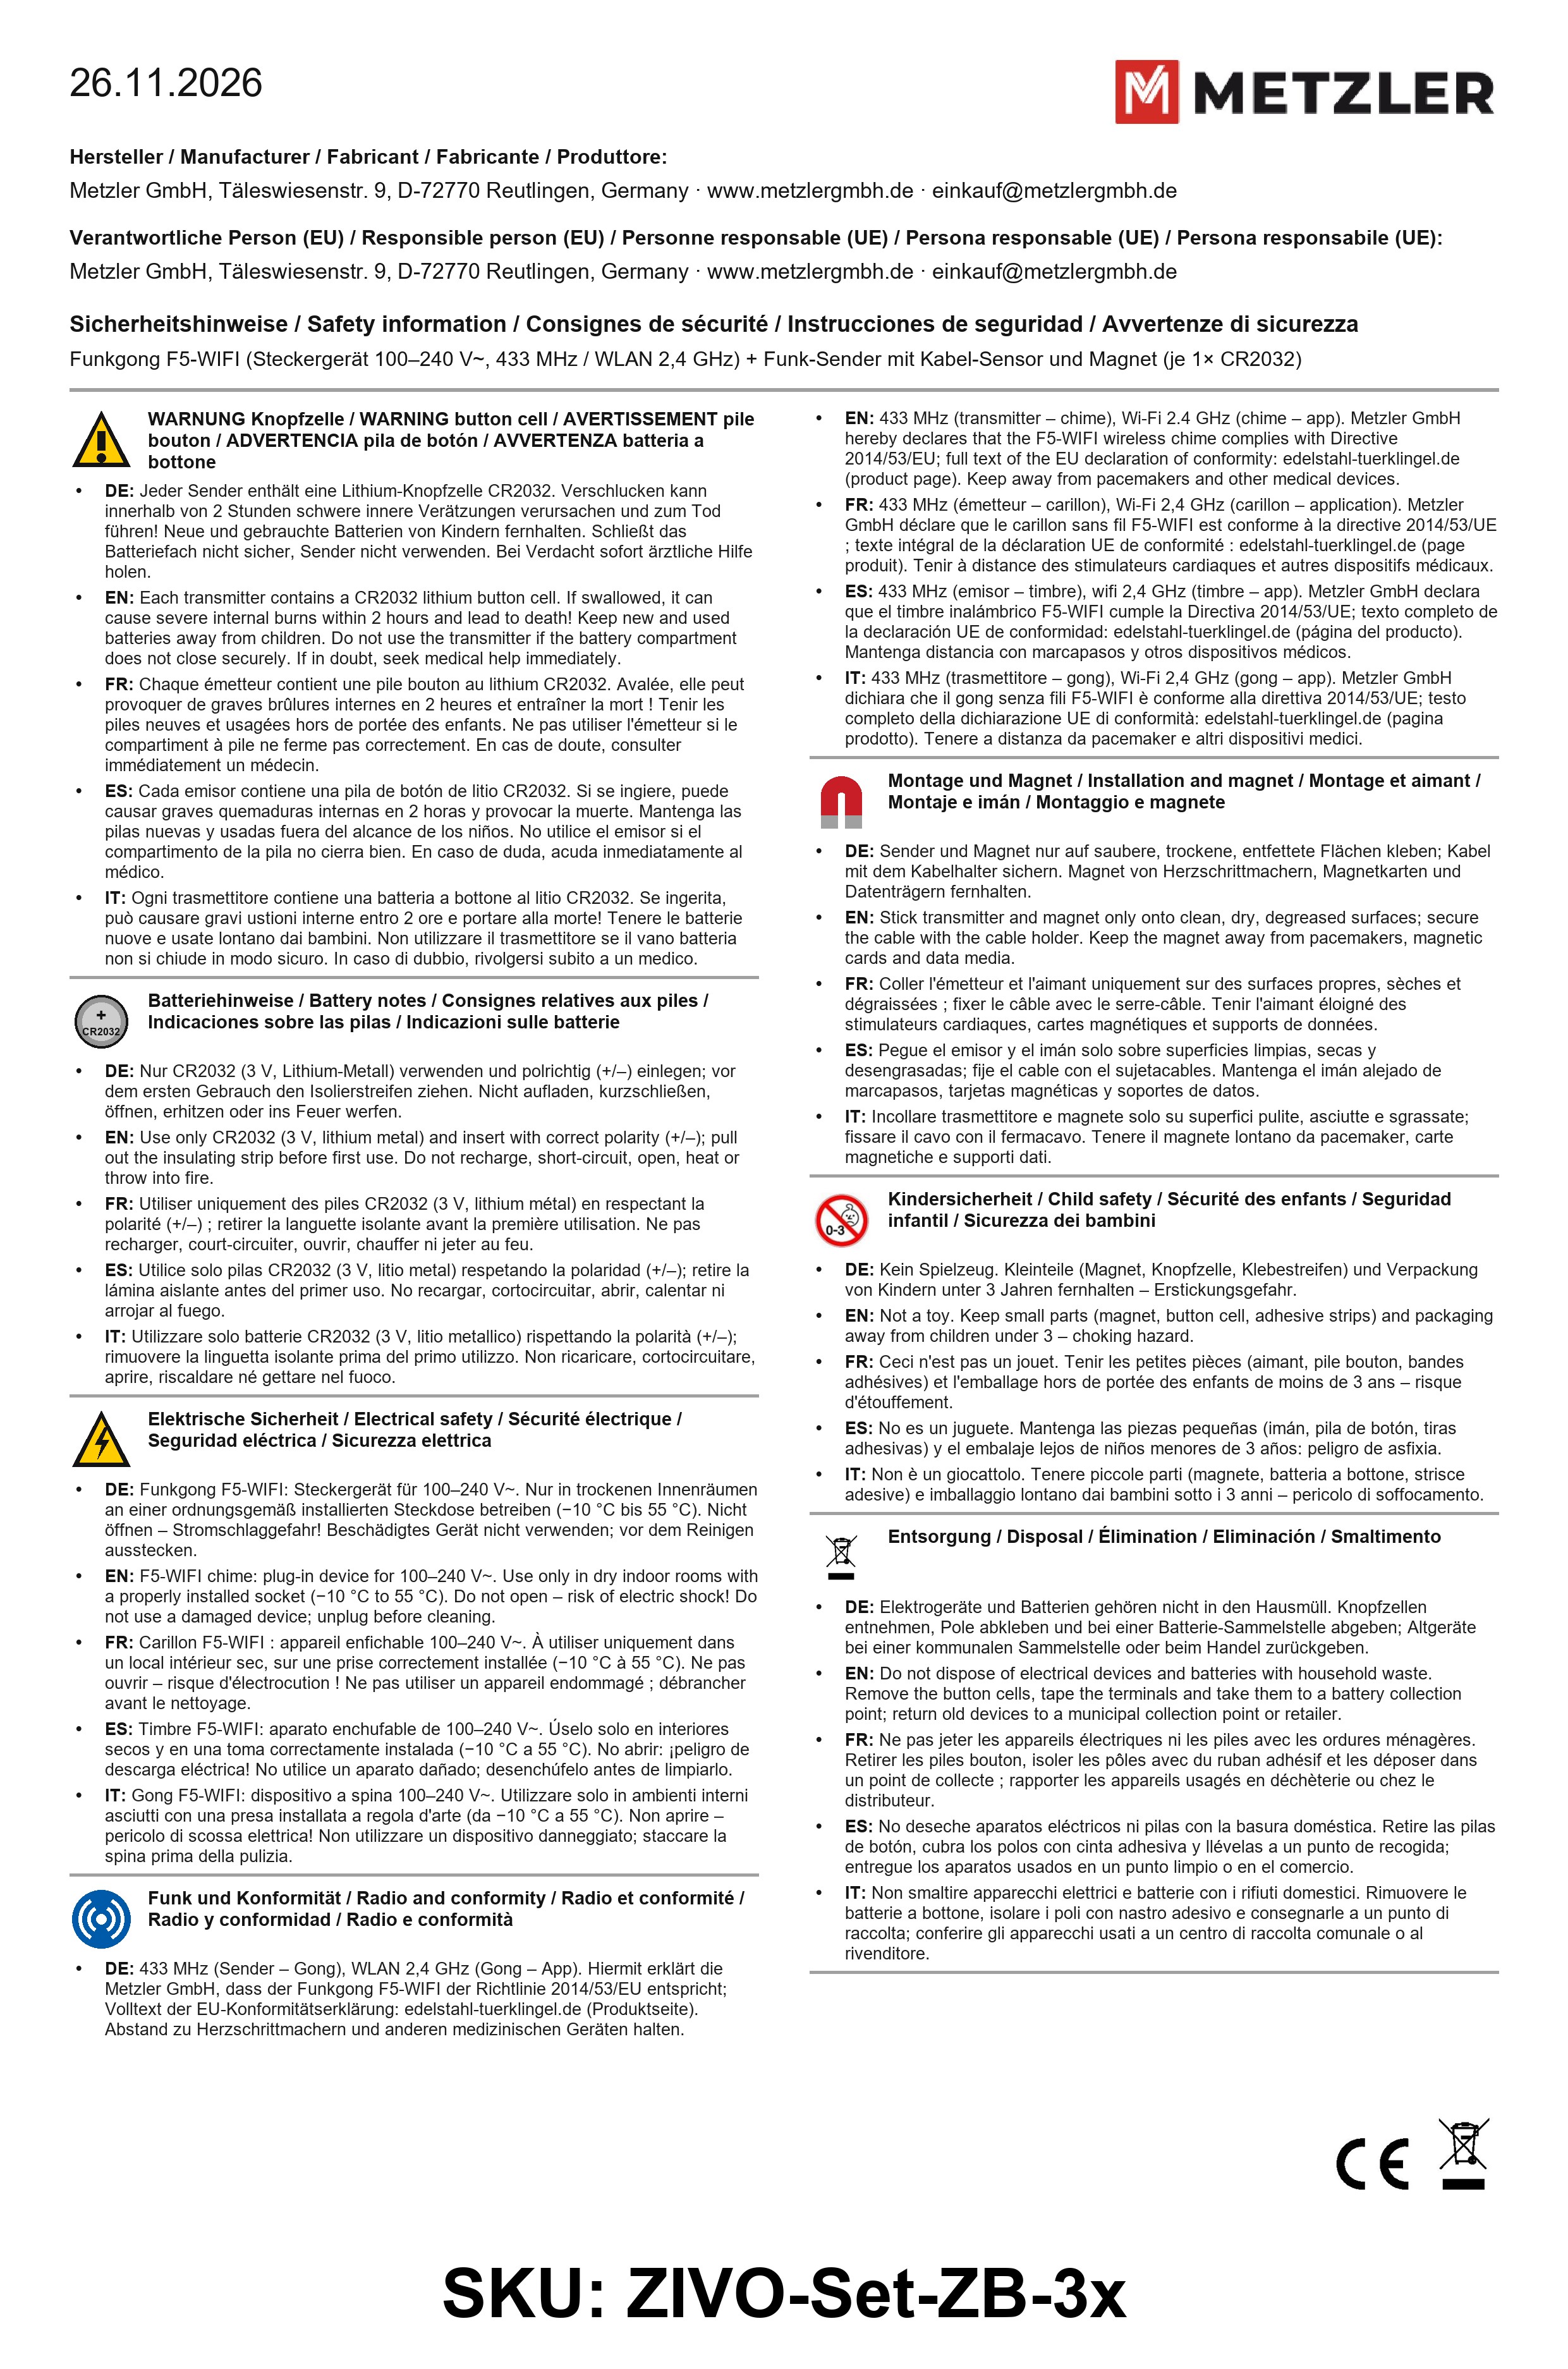 26.11.2026
METZLER
Hersteller / Manufacturer / Fabricant / Fabricante / Produttore:
Metzler GmbH, Täleswiesenstr. 9, D-72770 Reutlingen, Germany · www.metzlergmbh.de · einkauf@metzlergmbh.de
Verantwortliche Person (EU) / Responsible person (EU) / Personne responsable (UE) / Persona responsable (UE) / Persona responsabile (UE):
Metzler GmbH, Täleswiesenstr. 9, D-72770 Reutlingen, Germany · www.metzlergmbh.de · einkauf@metzlergmbh.de
Sicherheitshinweise / Safety information / Consignes de sécurité / Instrucciones de seguridad / Avvertenze di sicurezza
Funkgong F5-WIFI (Steckergerät 100–240 V~, 433 MHz / WLAN 2,4 GHz) + Funk-Sender mit Kabel-Sensor und Magnet (je 1× CR2032)
WARNUNG Knopfzelle / WARNING button cell / AVERTISSEMENT pile
bouton / ADVERTENCIA pila de botón / AVVERTENZA batteria a
bottone
• DE: Jeder Sender enthält eine Lithium-Knopfzelle CR2032. Verschlucken kann
innerhalb von 2 Stunden schwere innere Verätzungen verursachen und zum Tod
führen! Neue und gebrauchte Batterien von Kindern fernhalten. Schließt das
Batteriefach nicht sicher, Sender nicht verwenden. Bei Verdacht sofort ärztliche Hilfe
holen.
• EN: Each transmitter contains a CR2032 lithium button cell. If swallowed, it can
cause severe internal burns within 2 hours and lead to death! Keep new and used
batteries away from children. Do not use the transmitter if the battery compartment
does not close securely. If in doubt, seek medical help immediately.
• FR: Chaque émetteur contient une pile bouton au lithium CR2032. Avalée, elle peut
provoquer de graves brûlures internes en 2 heures et entraîner la mort ! Tenir les
piles neuves et usagées hors de portée des enfants. Ne pas utiliser l'émetteur si le
compartiment à pile ne ferme pas correctement. En cas de doute, consulter
immédiatement un médecin.
• ES: Cada emisor contiene una pila de botón de litio CR2032. Si se ingiere, puede
causar graves quemaduras internas en 2 horas y provocar la muerte. Mantenga las
pilas nuevas y usadas fuera del alcance de los niños. No utilice el emisor si el
compartimento de la pila no cierra bien. En caso de duda, acuda inmediatamente al
médico.
• IT: Ogni trasmettitore contiene una batteria a bottone al litio CR2032. Se ingerita,
può causare gravi ustioni interne entro 2 ore e portare alla morte! Tenere le batterie
nuove e usate lontano dai bambini. Non utilizzare il trasmettitore se il vano batteria
non si chiude in modo sicuro. In caso di dubbio, rivolgersi subito a un medico.
+
CR2032
Batteriehinweise / Battery notes / Consignes relatives aux piles /
Indicaciones sobre las pilas / Indicazioni sulle batterie
• DE: Nur CR2032 (3 V, Lithium-Metall) verwenden und polrichtig (+/–) einlegen; vor
dem ersten Gebrauch den Isolierstreifen ziehen. Nicht aufladen, kurzschließen,
öffnen, erhitzen oder ins Feuer werfen.
• EN: Use only CR2032 (3 V, lithium metal) and insert with correct polarity (+/–); pull
out the insulating strip before first use. Do not recharge, short-circuit, open, heat or
throw into fire.
• FR: Utiliser uniquement des piles CR2032 (3 V, lithium métal) en respectant la
polarité (+/–) ; retirer la languette isolante avant la première utilisation. Ne pas
recharger, court-circuiter, ouvrir, chauffer ni jeter au feu.
• ES: Utilice solo pilas CR2032 (3 V, litio metal) respetando la polaridad (+/–); retire la
lámina aislante antes del primer uso. No recargar, cortocircuitar, abrir, calentar ni
arrojar al fuego.
• IT: Utilizzare solo batterie CR2032 (3 V, litio metallico) rispettando la polarità (+/–);
rimuovere la linguetta isolante prima del primo utilizzo. Non ricaricare, cortocircuitare,
aprire, riscaldare né gettare nel fuoco.
Elektrische Sicherheit / Electrical safety / Sécurité électrique /
Seguridad eléctrica / Sicurezza elettrica
• DE: Funkgong F5-WIFI: Steckergerät für 100–240 V~. Nur in trockenen Innenräumen
an einer ordnungsgemäß installierten Steckdose betreiben (−10 °C bis 55 °C). Nicht
öffnen – Stromschlaggefahr! Beschädigtes Gerät nicht verwenden; vor dem Reinigen
ausstecken.
• EN: F5-WIFI chime: plug-in device for 100–240 V~. Use only in dry indoor rooms with
a properly installed socket (−10 °C to 55 °C). Do not open – risk of electric shock! Do
not use a damaged device; unplug before cleaning.
• FR: Carillon F5-WIFI : appareil enfichable 100–240 V~. À utiliser uniquement dans
un local intérieur sec, sur une prise correctement installée (−10 °C à 55 °C). Ne pas
ouvrir – risque d'électrocution ! Ne pas utiliser un appareil endommagé ; débrancher
avant le nettoyage.
• ES: Timbre F5-WIFI: aparato enchufable de 100–240 V~. Úselo solo en interiores
secos y en una toma correctamente instalada (−10 °C a 55 °C). No abrir: ¡peligro de
descarga eléctrica! No utilice un aparato dañado; desenchúfelo antes de limpiarlo.
• IT: Gong F5-WIFI: dispositivo a spina 100–240 V~. Utilizzare solo in ambienti interni
asciutti con una presa installata a regola d'arte (da −10 °C a 55 °C). Non aprire –
pericolo di scossa elettrica! Non utilizzare un dispositivo danneggiato; staccare la
spina prima della pulizia.
Funk und Konformität / Radio and conformity / Radio et conformité /
Radio y conformidad / Radio e conformità
• DE: 433 MHz (Sender – Gong), WLAN 2,4 GHz (Gong – App). Hiermit erklärt die
Metzler GmbH, dass der Funkgong F5-WIFI der Richtlinie 2014/53/EU entspricht;
Volltext der EU-Konformitätserklärung: edelstahl-tuerklingel.de (Produktseite).
Abstand zu Herzschrittmachern und anderen medizinischen Geräten halten.
• EN: 433 MHz (transmitter – chime), Wi-Fi 2.4 GHz (chime – app). Metzler GmbH
hereby declares that the F5-WIFI wireless chime complies with Directive
2014/53/EU; full text of the EU declaration of conformity: edelstahl-tuerklingel.de
(product page). Keep away from pacemakers and other medical devices.
• FR: 433 MHz (émetteur – carillon), Wi-Fi 2,4 GHz (carillon – application). Metzler
GmbH déclare que le carillon sans fil F5-WIFI est conforme à la directive 2014/53/UE
; texte intégral de la déclaration UE de conformité : edelstahl-tuerklingel.de (page
produit). Tenir à distance des stimulateurs cardiaques et autres dispositifs médicaux.
• ES: 433 MHz (emisor – timbre), wifi 2,4 GHz (timbre – app). Metzler GmbH declara
que el timbre inalámbrico F5-WIFI cumple la Directiva 2014/53/UE; texto completo de
la declaración UE de conformidad: edelstahl-tuerklingel.de (página del producto).
Mantenga distancia con marcapasos y otros dispositivos médicos.
• IT: 433 MHz (trasmettitore – gong), Wi-Fi 2,4 GHz (gong – app). Metzler GmbH
dichiara che il gong senza fili F5-WIFI è conforme alla direttiva 2014/53/UE; testo
completo della dichiarazione UE di conformità: edelstahl-tuerklingel.de (pagina
prodotto). Tenere a distanza da pacemaker e altri dispositivi medici.
Montage und Magnet / Installation and magnet / Montage et aimant /
Montaje e imán / Montaggio e magnete
• DE: Sender und Magnet nur auf saubere, trockene, entfettete Flächen kleben; Kabel
mit dem Kabelhalter sichern. Magnet von Herzschrittmachern, Magnetkarten und
Datenträgern fernhalten.
• EN: Stick transmitter and magnet only onto clean, dry, degreased surfaces; secure
the cable with the cable holder. Keep the magnet away from pacemakers, magnetic
cards and data media.
• FR: Coller l'émetteur et l'aimant uniquement sur des surfaces propres, sèches et
dégraissées ; fixer le câble avec le serre-câble. Tenir l'aimant éloigné des
stimulateurs cardiaques, cartes magnétiques et supports de données.
• ES: Pegue el emisor y el imán solo sobre superficies limpias, secas y
desengrasadas; fije el cable con el sujetacables. Mantenga el imán alejado de
marcapasos, tarjetas magnéticas y soportes de datos.
• IT: Incollare trasmettitore e magnete solo su superfici pulite, asciutte e sgrassate;
fissare il cavo con il fermacavo. Tenere il magnete lontano da pacemaker, carte
magnetiche e supporti dati.
0-3
Kindersicherheit / Child safety / Sécurité des enfants / Seguridad
infantil / Sicurezza dei bambini
• DE: Kein Spielzeug. Kleinteile (Magnet, Knopfzelle, Klebestreifen) und Verpackung
von Kindern unter 3 Jahren fernhalten – Erstickungsgefahr.
• EN: Not a toy. Keep small parts (magnet, button cell, adhesive strips) and packaging
away from children under 3 – choking hazard.
• FR: Ceci n'est pas un jouet. Tenir les petites pièces (aimant, pile bouton, bandes
adhésives) et l'emballage hors de portée des enfants de moins de 3 ans – risque
d'étouffement.
• ES: No es un juguete. Mantenga las piezas pequeñas (imán, pila de botón, tiras
adhesivas) y el embalaje lejos de niños menores de 3 años: peligro de asfixia.
• IT: Non è un giocattolo. Tenere piccole parti (magnete, batteria a bottone, strisce
adesive) e imballaggio lontano dai bambini sotto i 3 anni – pericolo di soffocamento.
Entsorgung / Disposal / Élimination / Eliminación / Smaltimento
• DE: Elektrogeräte und Batterien gehören nicht in den Hausmüll. Knopfzellen
entnehmen, Pole abkleben und bei einer Batterie-Sammelstelle abgeben; Altgeräte
bei einer kommunalen Sammelstelle oder beim Handel zurückgeben.
• EN: Do not dispose of electrical devices and batteries with household waste.
Remove the button cells, tape the terminals and take them to a battery collection
point; return old devices to a municipal collection point or retailer.
• FR: Ne pas jeter les appareils électriques ni les piles avec les ordures ménagères.
Retirer les piles bouton, isoler les pôles avec du ruban adhésif et les déposer dans
un point de collecte ; rapporter les appareils usagés en déchèterie ou chez le
distributeur.
• ES: No deseche aparatos eléctricos ni pilas con la basura doméstica. Retire las pilas
de botón, cubra los polos con cinta adhesiva y llévelas a un punto de recogida;
entregue los aparatos usados en un punto limpio o en el comercio.
• IT: Non smaltire apparecchi elettrici e batterie con i rifiuti domestici. Rimuovere le
batterie a bottone, isolare i poli con nastro adesivo e consegnarle a un punto di
raccolta; conferire gli apparecchi usati a un centro di raccolta comunale o al
rivenditore.
CE
SKU: ZIVO-Set-ZB-3x